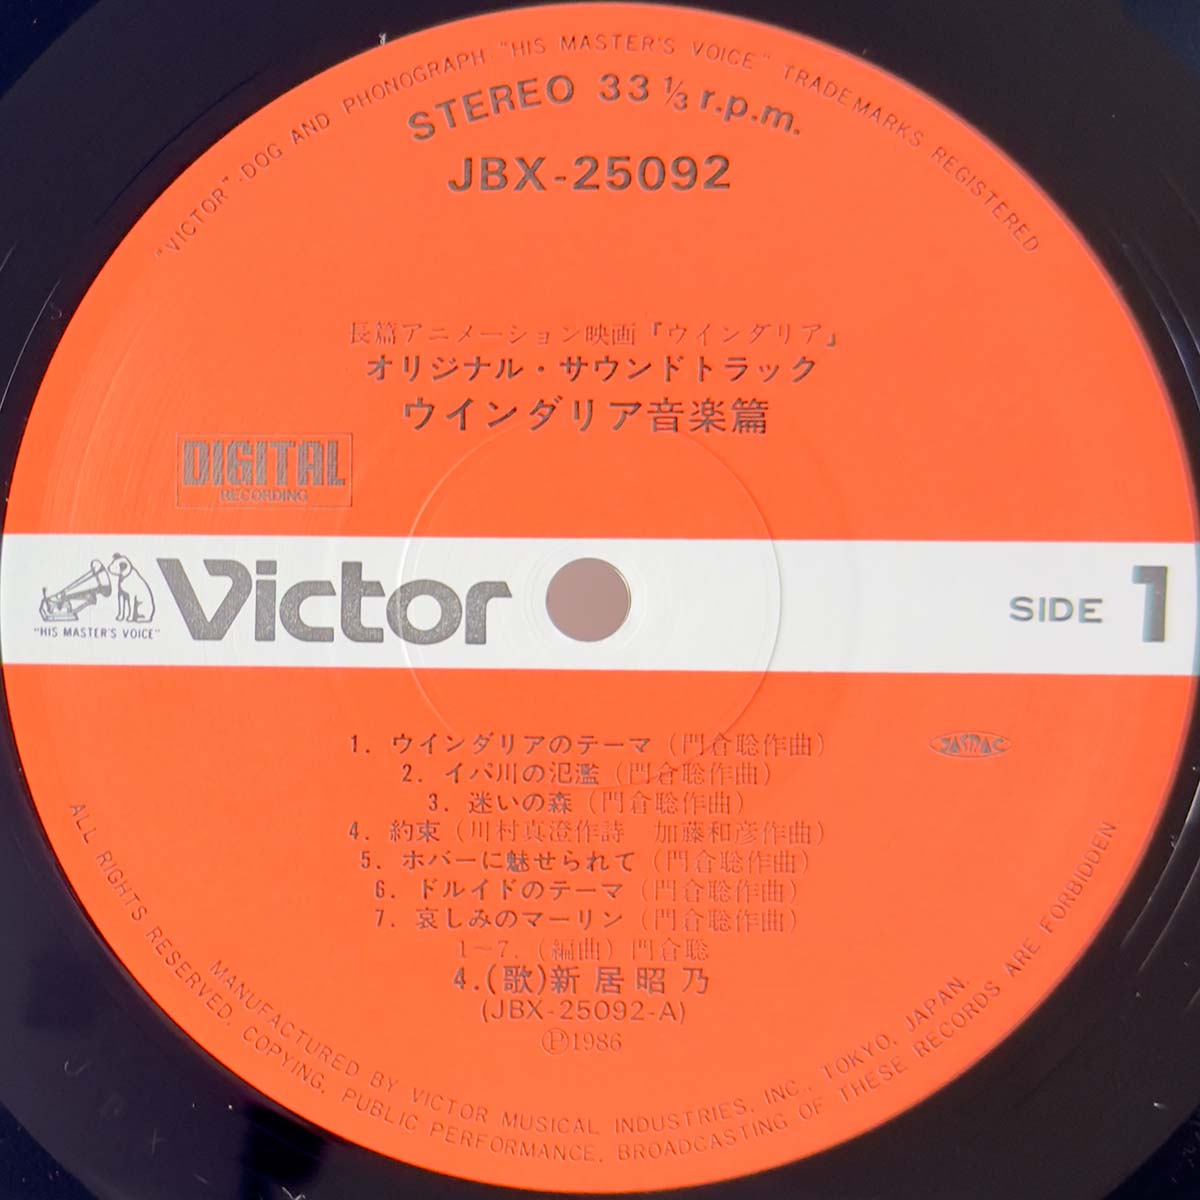 "VICTOR"-DOG AND PHONOGRAPH-"HIS MASTER'S VOICE" TRADE MARKS REGISTERED
STEREO 33 1/3 r.p.m.
JBX-25092
長篇アニメーション映画『ウインダリア』
オリジナル・サウンドトラック
ウインダリア音楽篇
DIGITAL
RECORDING
Victor
"HIS MASTER'S VOICE"
SIDE 1
1. ウインダリアのテーマ (門倉聡作曲)
2. イパ川の氾濫 (門倉聡作曲)
3. 迷いの森 (門倉聡作曲)
4. 約束 (川村真澄作詩 加藤和彦作曲)
5. ホバーに魅せられて (門倉聡作曲)
6. ドルイドのテーマ (門倉聡作曲)
7. 哀しみのマーリン (門倉聡作曲)
1〜7. (編曲) 門倉聡
4.(歌)新居昭乃
(JBX-25092-A)
Ⓟ1986
JASRAC
MANUFACTURED BY VICTOR MUSICAL INDUSTRIES, INC., TOKYO, JAPAN.
ALL RIGHTS RESERVED. COPYING, PUBLIC PERFORMANCE, BROADCASTING OF THESE RECORDS ARE FORBIDDEN.